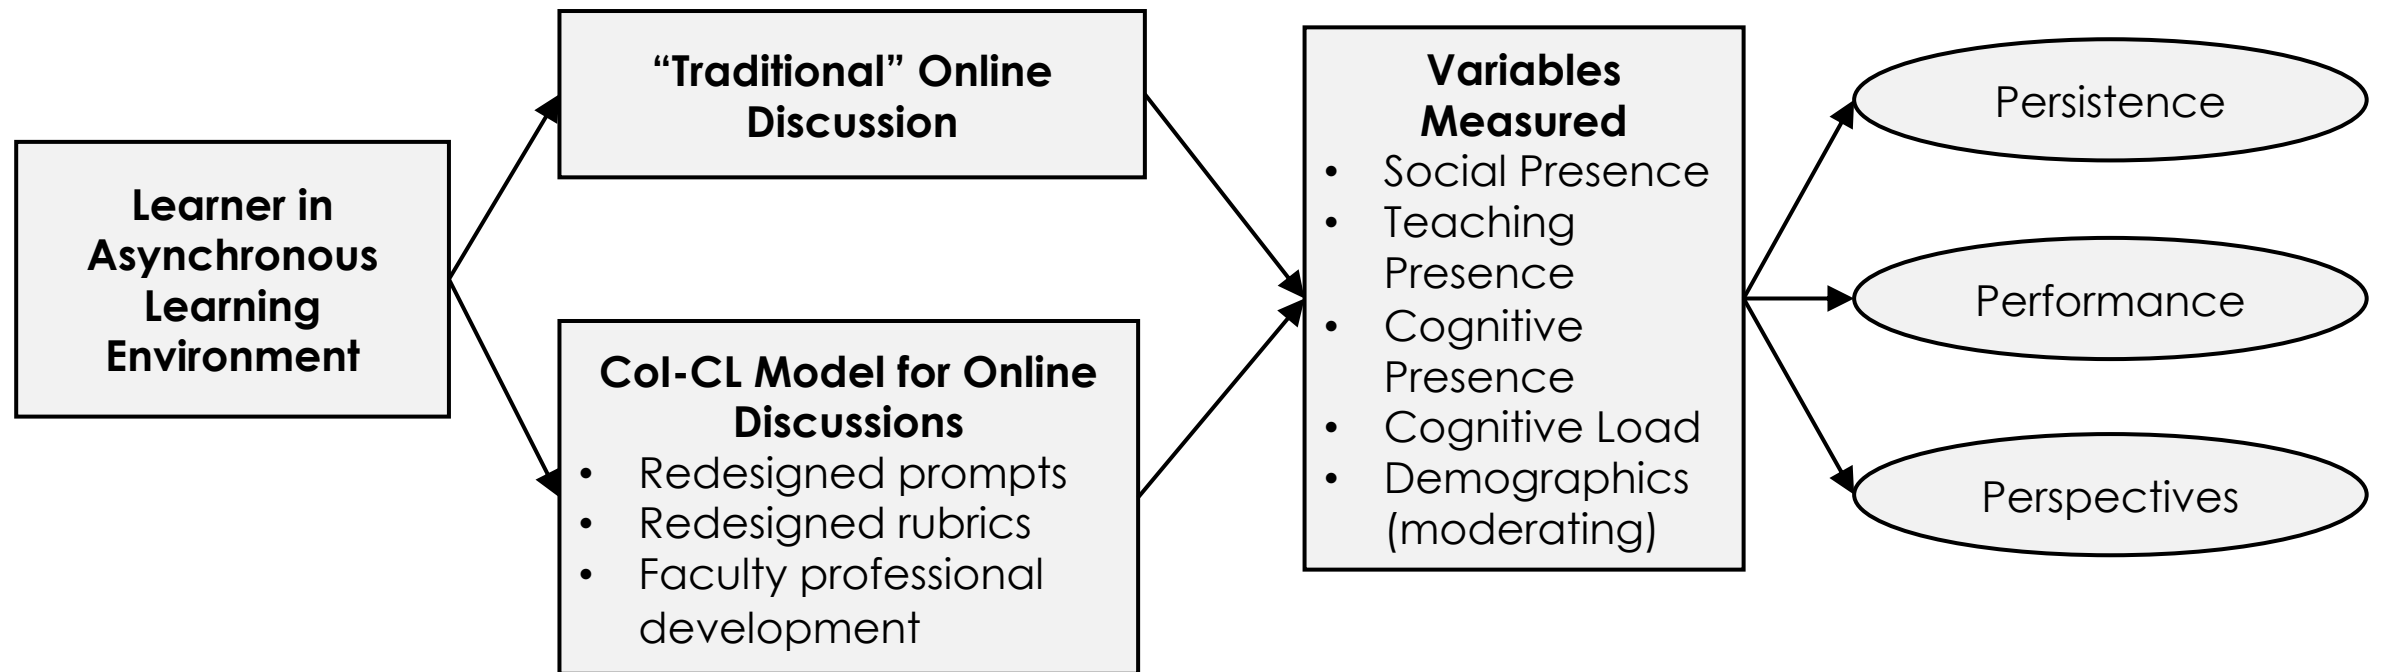 Learner in
Asynchronous
Learning
Environment
“Traditional” Online
Discussion
CoI-CL Model for Online
Discussions
• Redesigned prompts
• Redesigned rubrics
• Faculty professional
development
Variables
Measured
• Social Presence
• Teaching
Presence
• Cognitive
Presence
• Cognitive Load
• Demographics
(moderating)
Persistence
Performance
Perspectives